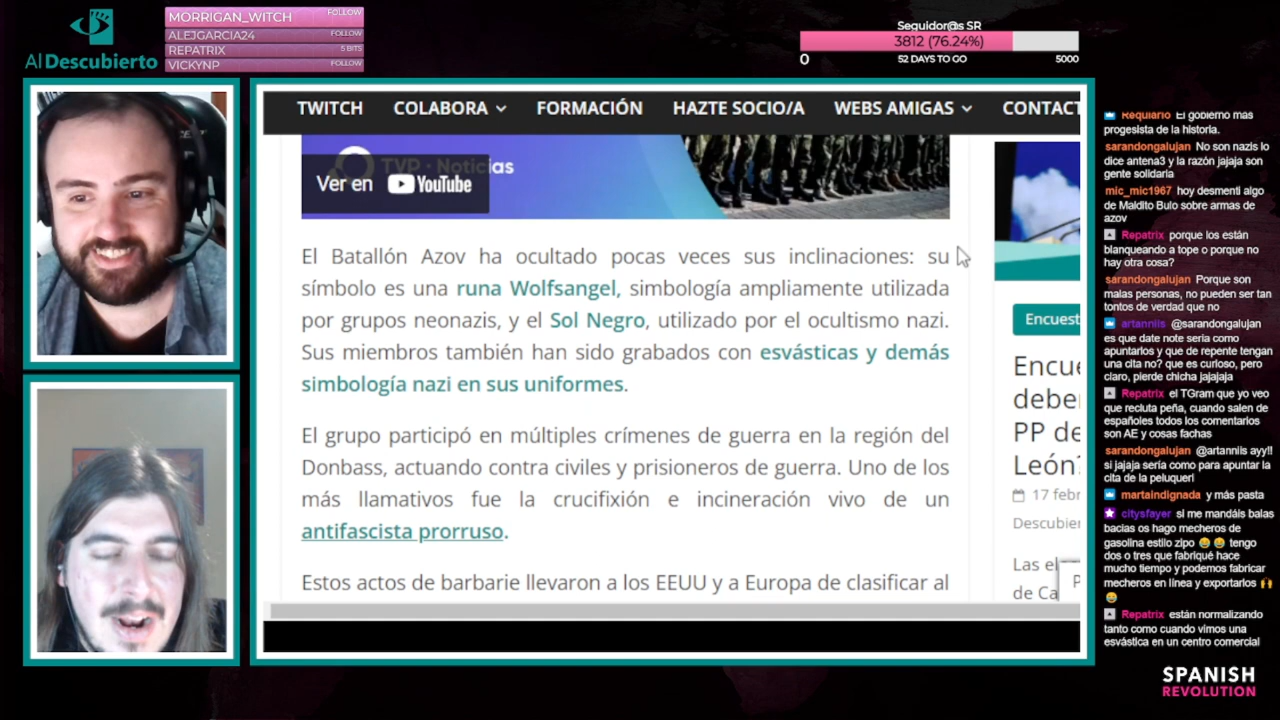 Al Descubierto
MORRIGAN_WITCH FOLLOW
ALEJGARCIA24 FOLLOW
REPATRIX 5 BITS
VICKYNP FOLLOW
Seguidor@s SR
3812 (76.24%)
0 52 DAYS TO GO 5000
TWITCH COLABORA FORMACIÓN HAZTE SOCIO/A WEBS AMIGAS CONTACT
TVP · Noticias
Ver en YouTube
El Batallón Azov ha ocultado pocas veces sus inclinaciones: su
símbolo es una runa Wolfsangel, simbología ampliamente utilizada
por grupos neonazis, y el Sol Negro, utilizado por el ocultismo nazi.
Sus miembros también han sido grabados con esvásticas y demás
simbología nazi en sus uniformes.
El grupo participó en múltiples crímenes de guerra en la región del
Donbass, actuando contra civiles y prisioneros de guerra. Uno de los
más llamativos fue la crucifixión e incineración vivo de un
antifascista prorruso.
Estos actos de barbarie llevaron a los EEUU y a Europa de clasificar al
Encuest
Encue
debe
PP de
León?
17 febr
Descubier
Las el
de Ca
P
Requiario El gobierno más
progesista de la historia.
sarandongalujan No son nazis lo
dice antena3 y la razón jajaja son
gente solidaria
mic_mic1967 hoy desmenti algo
de Maldito Bulo sobre armas de
azov
Repatrix porque los están
blanqueando a tope o porque no
hay otra cosa?
sarandongalujan Porque son
malas personas, no pueden ser tan
tontos de verdad que no
artanniis @sarandongalujan
es que date note sería como
apuntarlos y que de repente tengan
una cita no? que es curioso, pero
claro, pierde chicha jajajaja
Repatrix el TGram que yo veo
que recluta peña, cuando salen de
españoles todos los comentarios
son AE y cosas fachas
sarandongalujan @artanniis ayy!!
si jajaja sería como para apuntar la
cita de la peluqueri
martaindignada y más pasta
citysfayer si me mandáis balas
bacias os hago mecheros de
gasolina estilo zipo 😄 😄 tengo
dos o tres que fabriqué hace
mucho tiempo y podemos fabricar
mecheros en línea y exportarlos 🙌
😄
Repatrix están normalizando
tanto como cuando vimos una
esvástica en un centro comercial
SPANISH
REVOLUTION